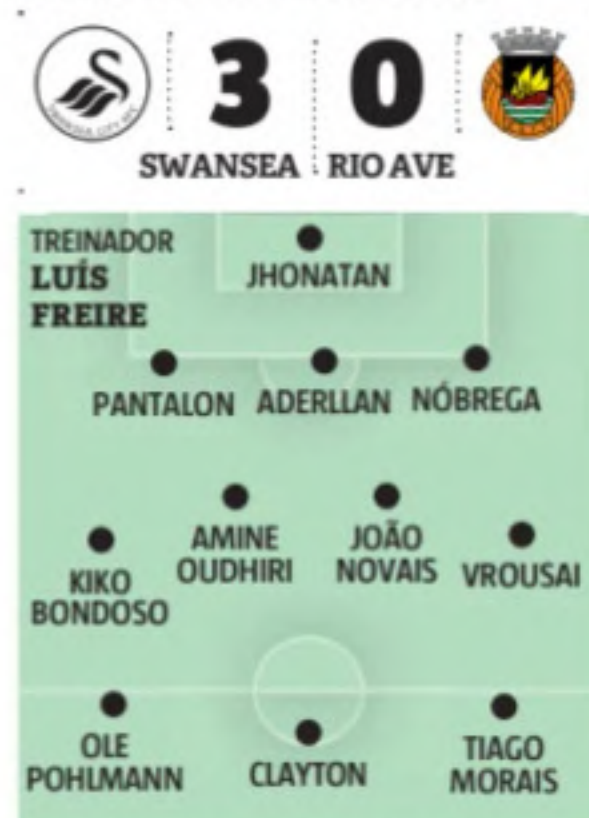 3 0
SWANSEA RIO AVE
TREINADOR
LUÍS
FREIRE
JHONATAN
PANTALON ADERLLAN NÓBREGA
AMINE
OUDHIRI
JOÃO
NOVAIS
KIKO
BONDOSO
VROUSAI
OLE
POHLMANN
CLAYTON
TIAGO
MORAIS